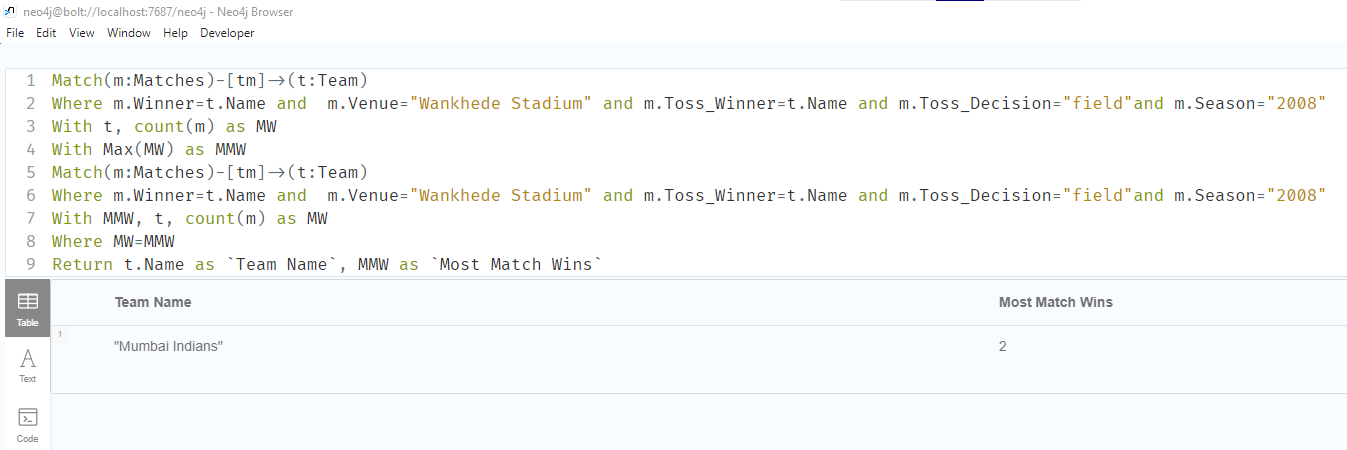 neo4j@bolt://localhost:7687/neo4j - Neo4j Browser
File Edit View Window Help Developer
1 Match(m:Matches)-[tm]->(t:Team)
2 Where m.Winner=t.Name and  m.Venue="Wankhede Stadium" and m.Toss_Winner=t.Name and m.Toss_Decision="field"and m.Season="2008"
3 With t, count(m) as MW
4 With Max(MW) as MMW
5 Match(m:Matches)-[tm]->(t:Team)
6 Where m.Winner=t.Name and  m.Venue="Wankhede Stadium" and m.Toss_Winner=t.Name and m.Toss_Decision="field"and m.Season="2008"
7 With MMW, t, count(m) as MW
8 Where MW=MMW
9 Return t.Name as `Team Name`, MMW as `Most Match Wins`
Table
Text
Code
Team Name Most Match Wins
1
"Mumbai Indians" 2